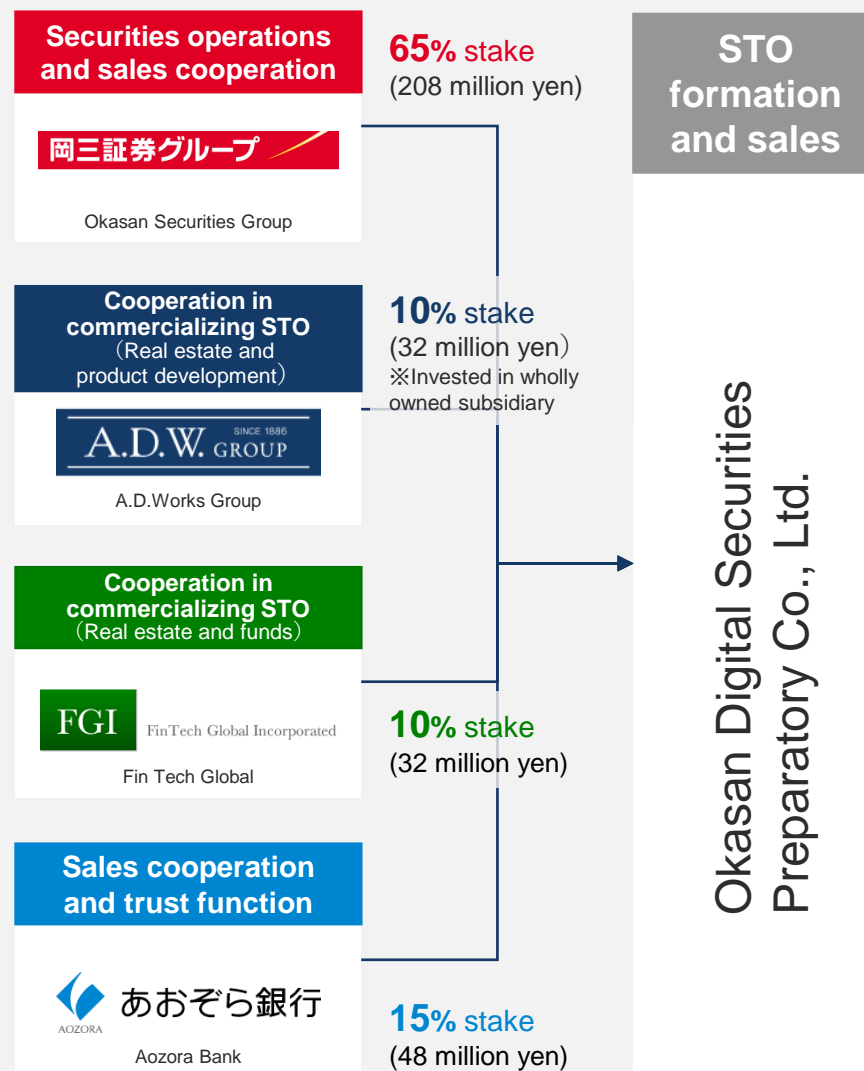 Securities operations
and sales cooperation
岡三証券グループ
Okasan Securities Group
65% stake
(208 million yen)
Cooperation in
commercializing STO
（Real estate and
product development）
A.D.W. GROUP
SINCE 1886
A.D.Works Group
10% stake
(32 million yen）
※Invested in wholly
owned subsidiary
Cooperation in
commercializing STO
（Real estate and funds）
FGI
FinTech Global Incorporated
Fin Tech Global
10% stake
(32 million yen)
Sales cooperation
and trust function
あおぞら銀行
AOZORA
Aozora Bank
15% stake
(48 million yen)
STO
formation
and sales
Okasan Digital Securities
Preparatory Co., Ltd.